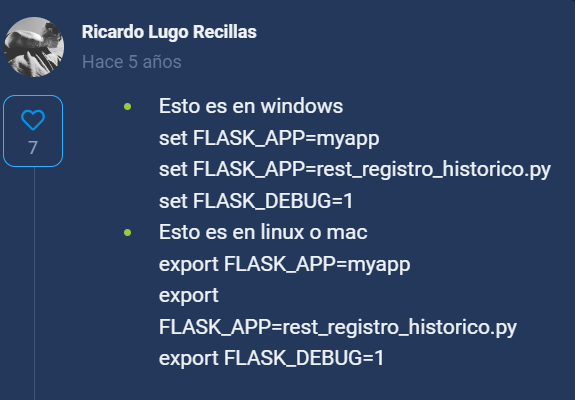 Ricardo Lugo Recillas
Hace 5 años
7
Esto es en windows
set FLASK_APP=myapp
set FLASK_APP=rest_registro_historico.py
set FLASK_DEBUG=1
Esto es en linux o mac
export FLASK_APP=myapp
export
FLASK_APP=rest_registro_historico.py
export FLASK_DEBUG=1